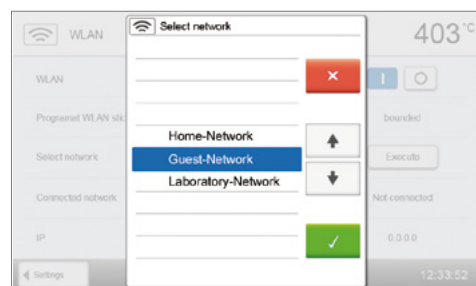 WLAN
Select network
403 °C
WLAN
I O
Programat WLAN stic
bounded
Home-Network
Select network
Guest-Network
Execute
Laboratory-Network
Connected network
Not connected
IP
0.0.0.0
Settings
12:33:52